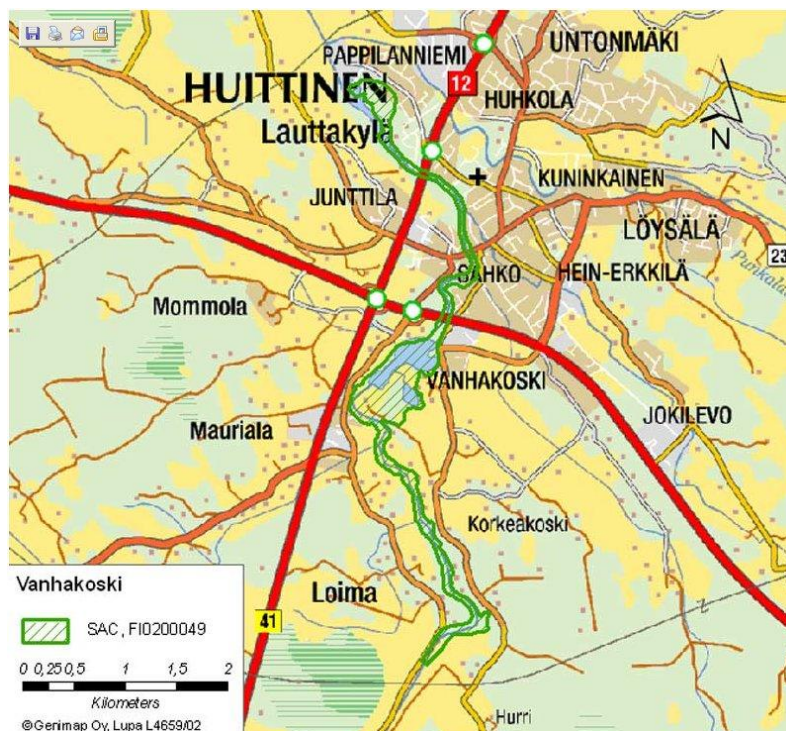 PAPPILANNIEMI
UNTONMÄKI
HUITTINEN
12
HUHKOLA
Lauttakylä
N
JUNTTILA
KUNINKAINEN
LÖYSÄLÄ
23
SAHKO
HEIN-ERKKILÄ
Mommola
VANHAKOSKI
Mauriala
JOKILEVO
Korkeakoski
Loima
41
Hurri
Vanhakoski
SAC, FI0200049
0 0,25 0,5 1 1,5 2
Kilometers
©Genimap Oy, Lupa L4659/02